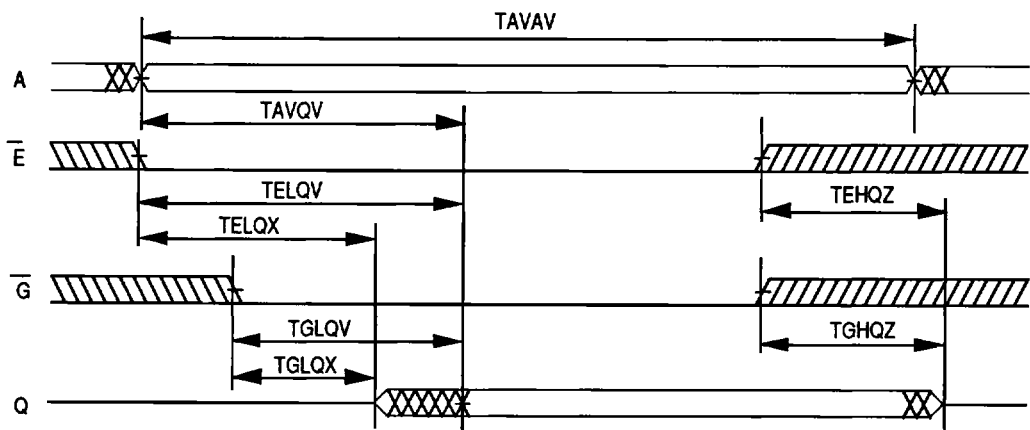 TAVAV
A
TAVQV
E̅
TELQV
TEHQZ
TELQX
G̅
TGLQV
TGHQZ
TGLQX
Q